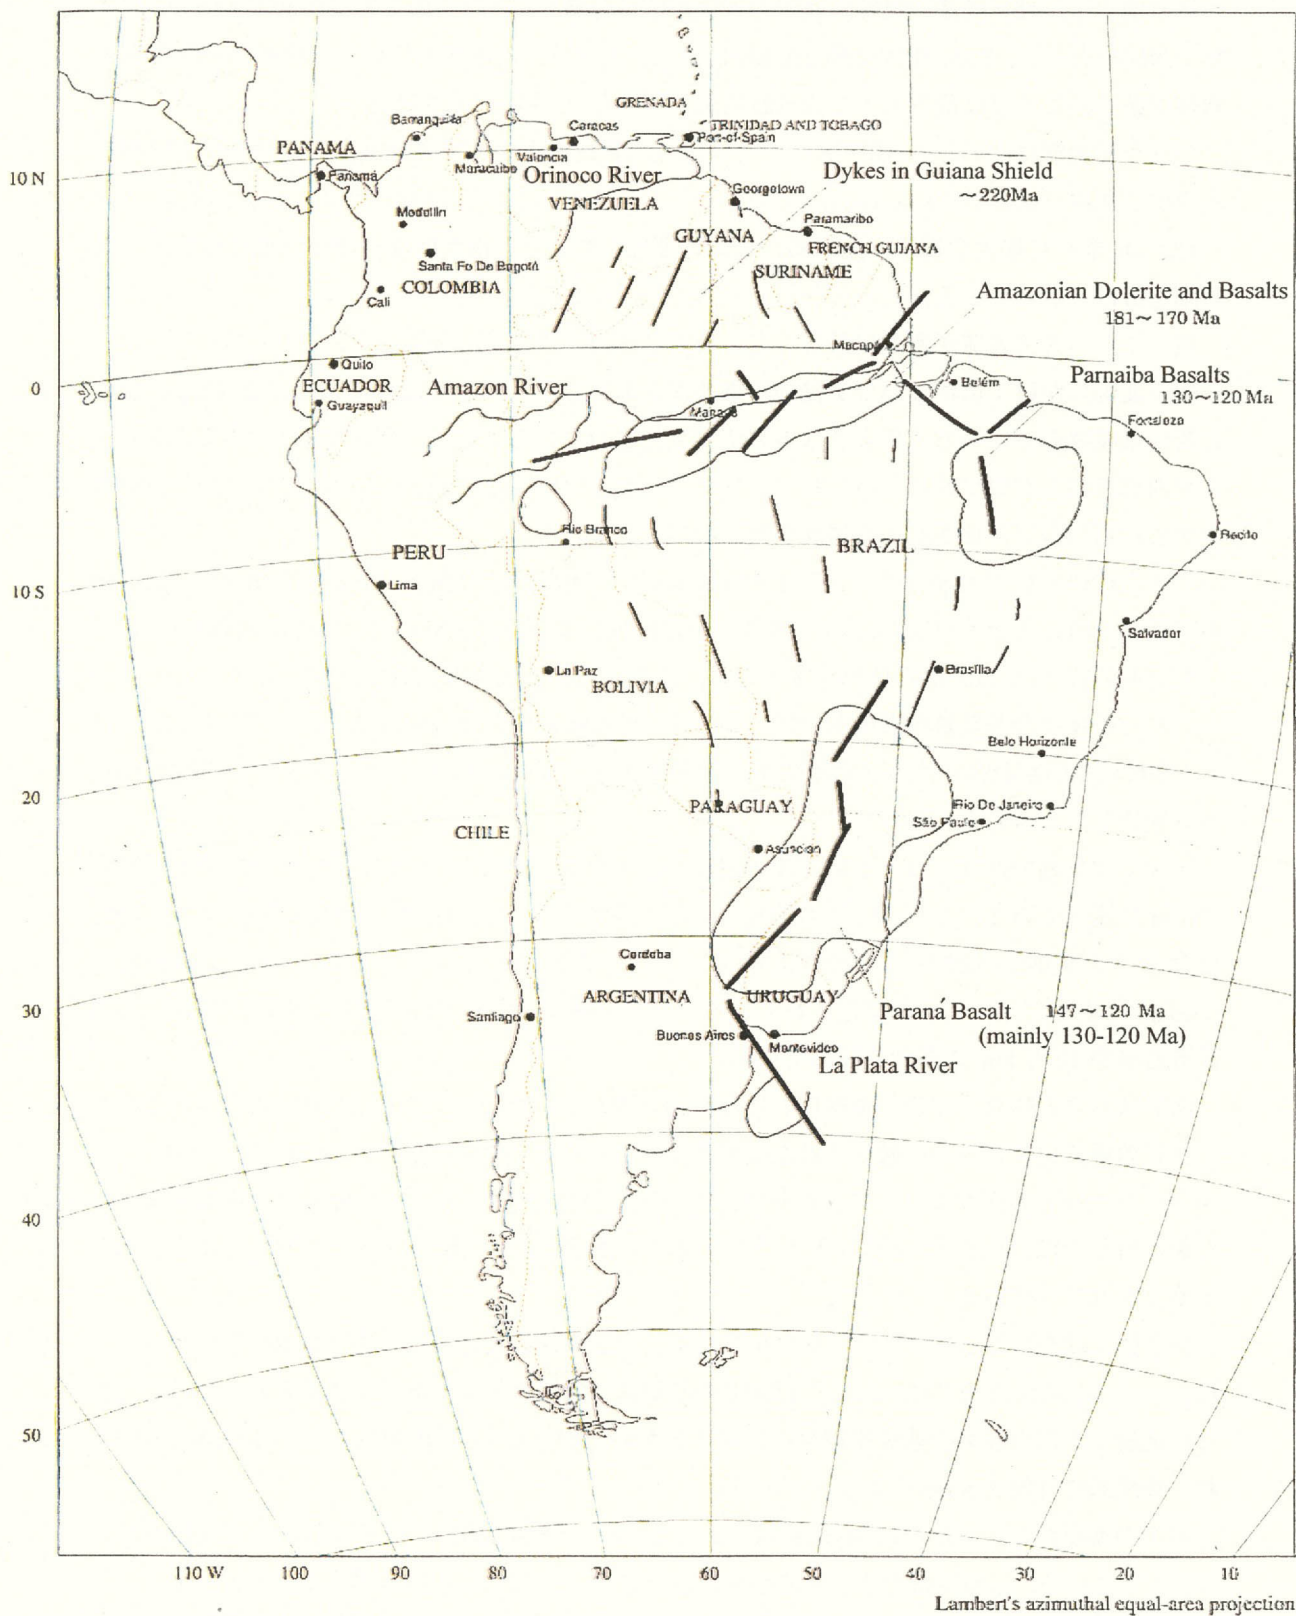 GRENADA
Barranquilla
Caracas
TRINIDAD AND TOBAGO
Port-of-Spain
PANAMA
Valencia
Maracaibo
10 N
Panamá
Orinoco River
Dykes in Guiana Shield
~220Ma
Georgetown
VENEZUELA
Medellin
Paramaribo
GUYANA
FRENCH GUIANA
Santa Fo De Bogotá
SURINAME
COLOMBIA
Cali
Amazonian Dolerite and Basalts
181~170 Ma
Macapá
Quito
Parnaiba Basalts
130~120 Ma
0
ECUADOR
Amazon River
Belém
Guayaquil
Manaus
Fortaleza
Rio Branco
Recife
PERU
BRAZIL
10 S
Lima
Salvador
La Paz
Brasília
BOLIVIA
Belo Horizonte
20
PARAGUAY
Rio De Janeiro
São Paulo
CHILE
Asuncion
Cordoba
ARGENTINA
URUGUAY
30
Santiago
Paraná Basalt
147~120 Ma
(mainly 130-120 Ma)
Buenos Aires
Montevideo
La Plata River
40
50
110 W
100
90
80
70
60
50
40
30
20
10
Lambert's azimuthal equal-area projection